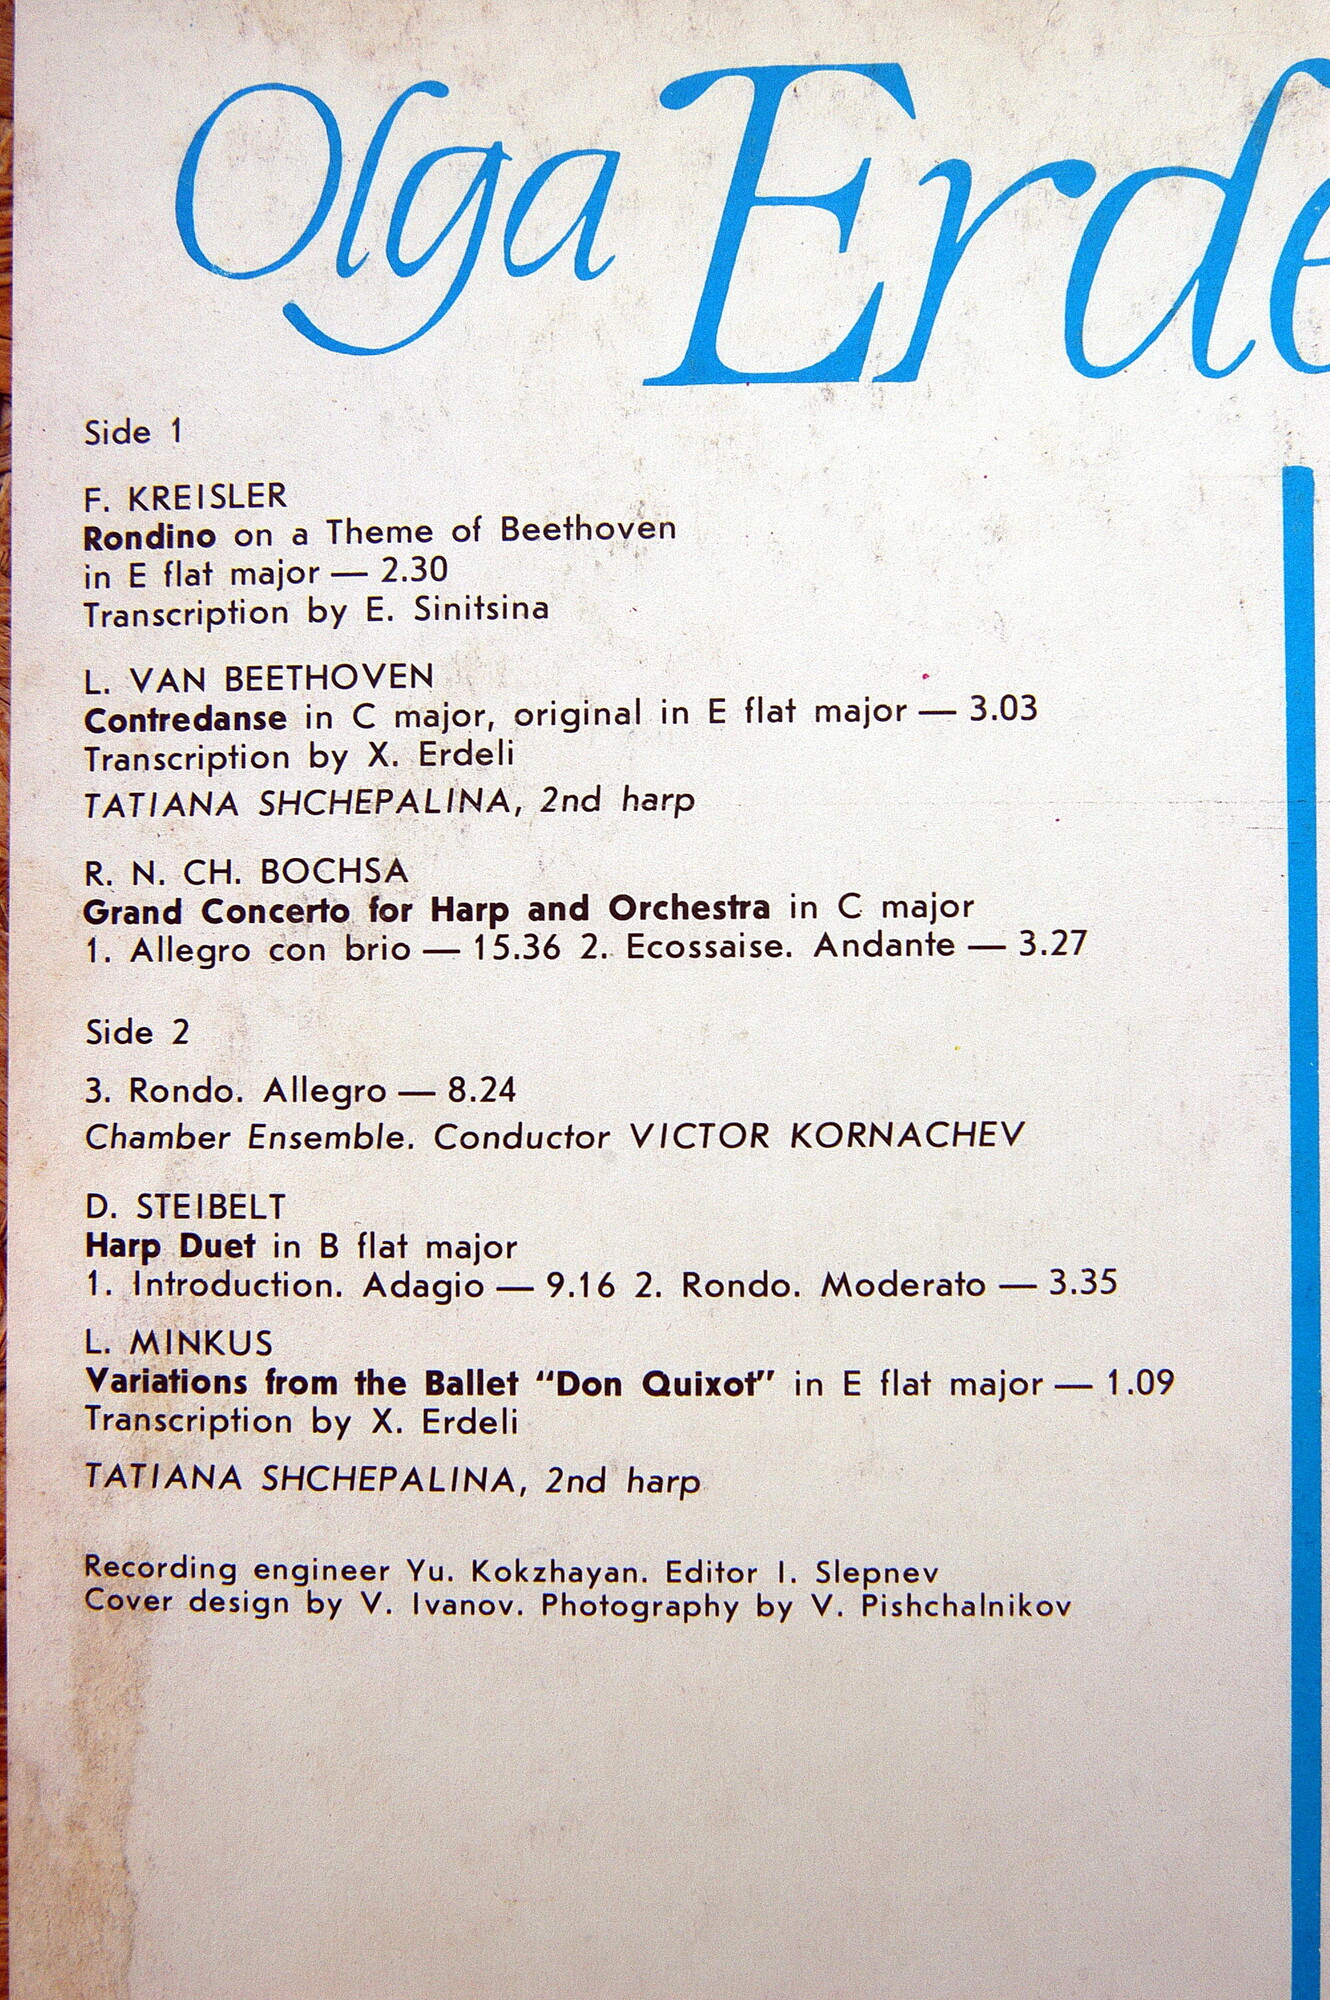 Olga Erde
Side 1
F. KREISLER
Rondino on a Theme of Beethoven
in E flat major — 2.30
Transcription by E. Sinitsina
L. VAN BEETHOVEN
Contredanse in C major, original in E flat major — 3.03
Transcription by X. Erdeli
TATIANA SHCHEPALINA, 2nd harp
R. N. CH. BOCHSA
Grand Concerto for Harp and Orchestra in C major
1. Allegro con brio — 15.36 2. Ecossaise. Andante — 3.27
Side 2
3. Rondo. Allegro — 8.24
Chamber Ensemble. Conductor VICTOR KORNACHEV
D. STEIBELT
Harp Duet in B flat major
1. Introduction. Adagio — 9.16 2. Rondo. Moderato — 3.35
L. MINKUS
Variations from the Ballet “Don Quixot” in E flat major — 1.09
Transcription by X. Erdeli
TATIANA SHCHEPALINA, 2nd harp
Recording engineer Yu. Kokzhayan. Editor I. Slepnev
Cover design by V. Ivanov. Photography by V. Pishchalnikov